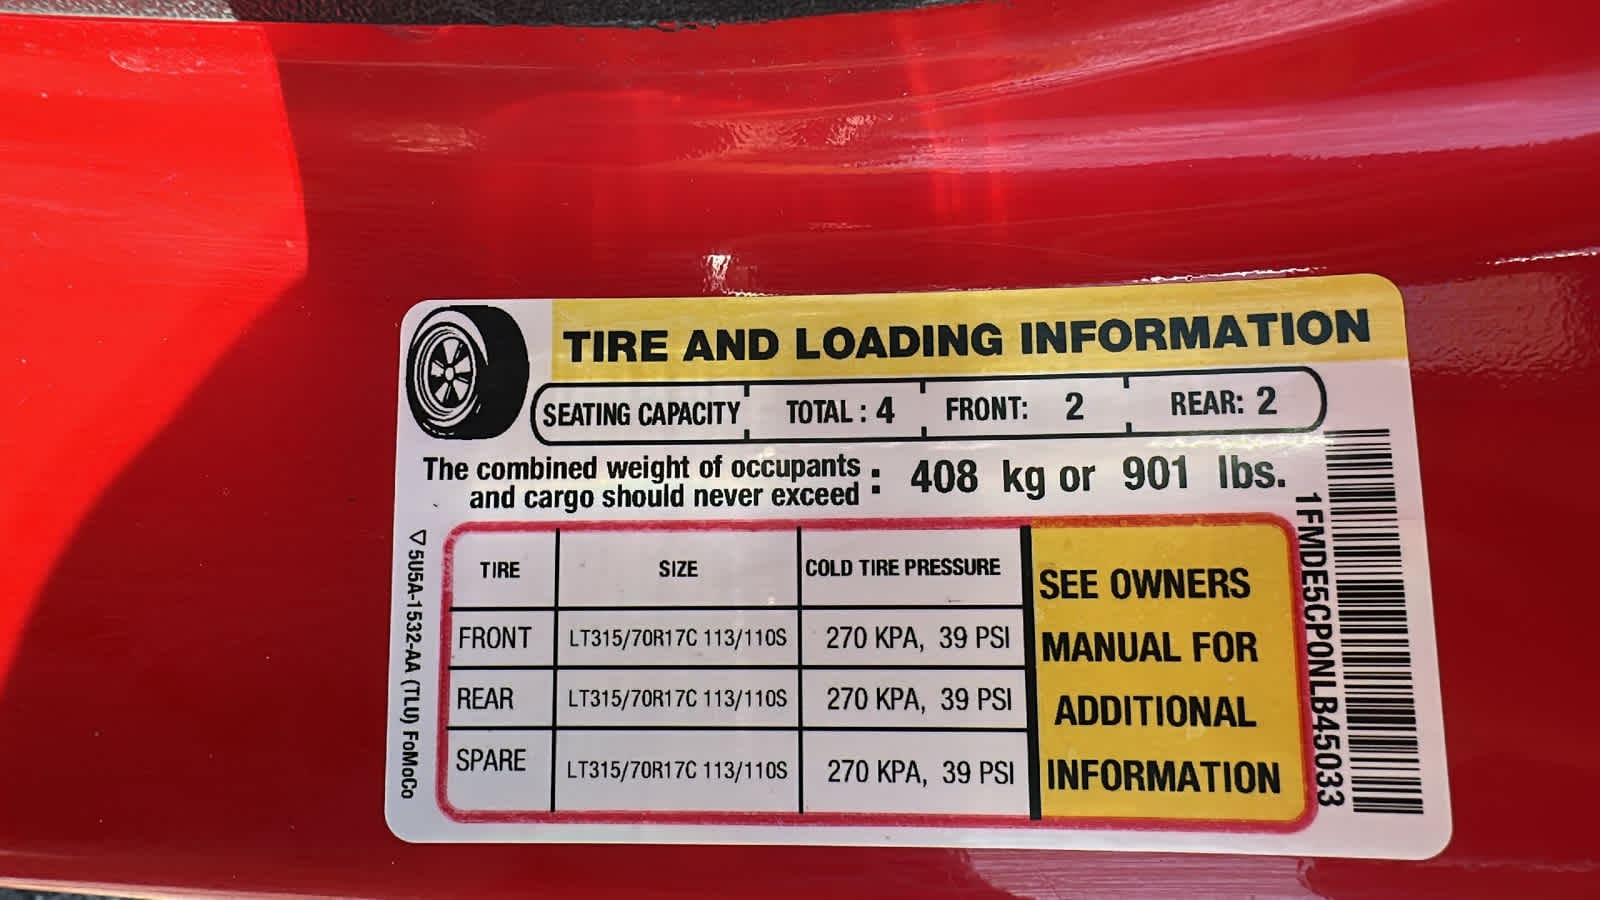 TIRE AND LOADING INFORMATION
SEATING CAPACITY TOTAL : 4 FRONT: 2 REAR: 2
The combined weight of occupants
and cargo should never exceed : 408 kg or 901 lbs.
TIRE SIZE COLD TIRE PRESSURE
FRONT LT315/70R17C 113/110S 270 KPA, 39 PSI
REAR LT315/70R17C 113/110S 270 KPA, 39 PSI
SPARE LT315/70R17C 113/110S 270 KPA, 39 PSI
SEE OWNERS
MANUAL FOR
ADDITIONAL
INFORMATION
1FMDE5CP0NLB45033
▽5U5A-1532-AA (TLU) FoMoCo